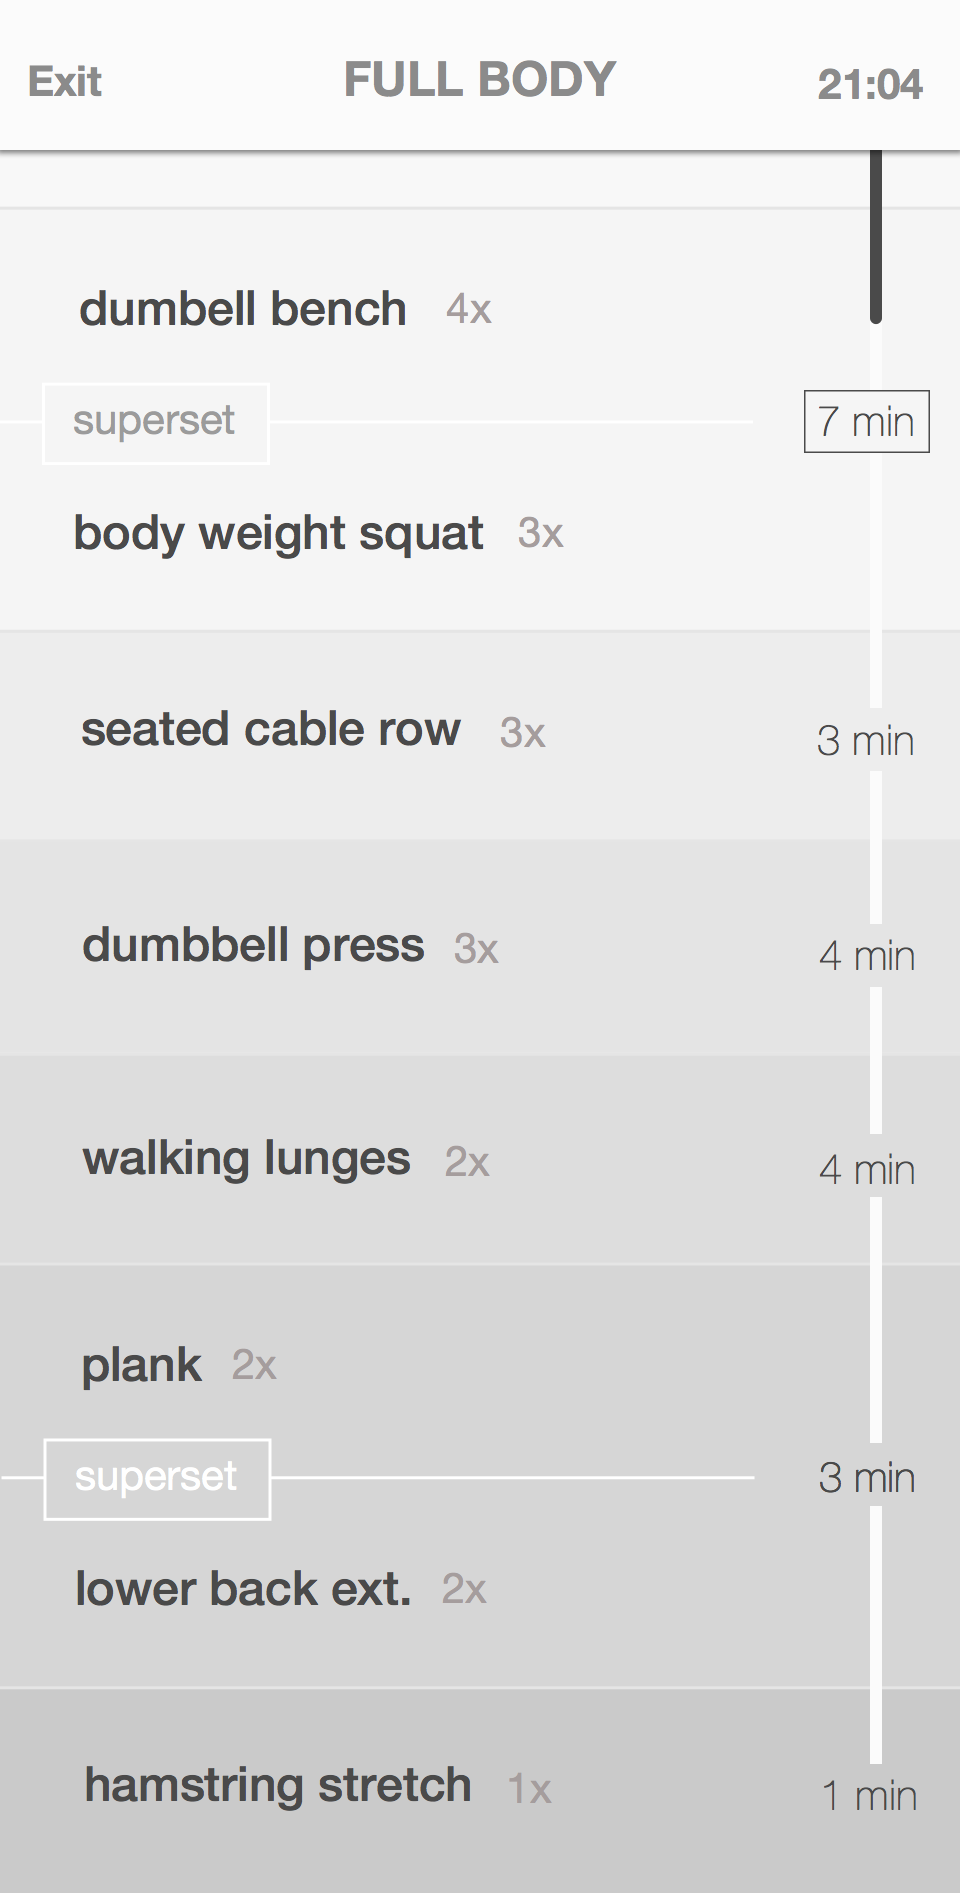 Exit FULL BODY 21:04
dumbell bench 4x
superset 7 min
body weight squat 3x
seated cable row 3x 3 min
dumbbell press 3x 4 min
walking lunges 2x 4 min
plank 2x
superset 3 min
lower back ext. 2x
hamstring stretch 1x 1 min